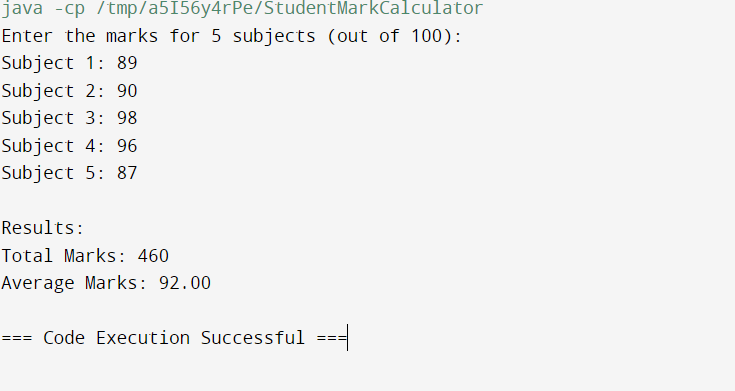 java -cp /tmp/a5I56y4rPe/StudentMarkCalculator
Enter the marks for 5 subjects (out of 100):
Subject 1: 89
Subject 2: 90
Subject 3: 98
Subject 4: 96
Subject 5: 87
Results:
Total Marks: 460
Average Marks: 92.00
=== Code Execution Successful ===